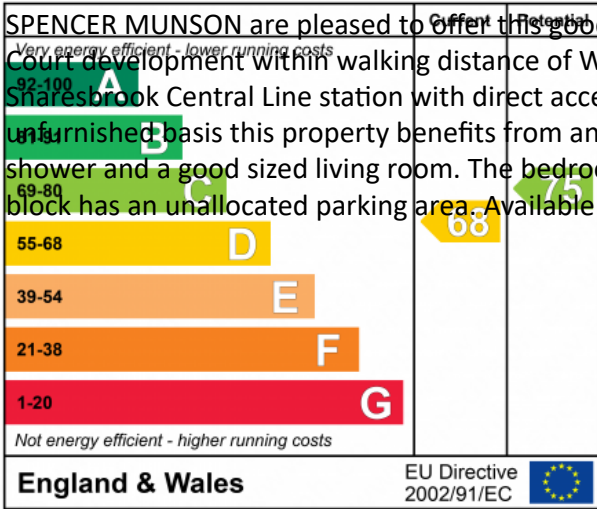 SPENCER MUNSON are pleased to offer this good
Current Potential
Very energy efficient - lower running costs
Court development within walking distance of W
92-100 A
Snaresbrook Central Line station with direct acce
81-91 B
unfurnished basis this property benefits from an
shower and a good sized living room. The bedroo
69-80 C
75
block has an unallocated parking area. Available
68
55-68 D
39-54 E
21-38 F
1-20 G
Not energy efficient - higher running costs
England & Wales
EU Directive
2002/91/EC